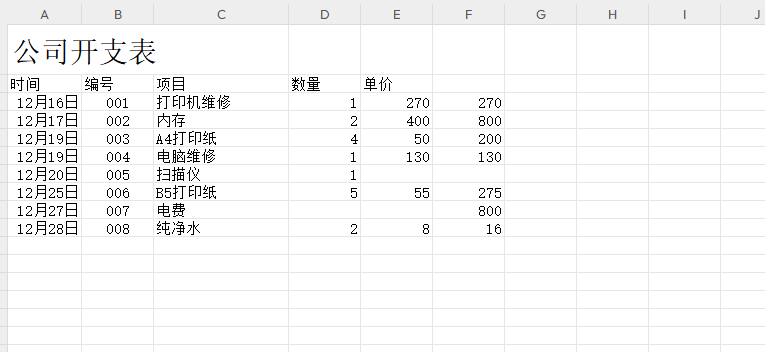 A B C D E F G H I J
公司开支表
时间 编号 项目 数量 单价
12月16日 001 打印机维修 1 270 270
12月17日 002 内存 2 400 800
12月19日 003 A4打印纸 4 50 200
12月19日 004 电脑维修 1 130 130
12月20日 005 扫描仪 1
12月25日 006 B5打印纸 5 55 275
12月27日 007 电费 800
12月28日 008 纯净水 2 8 16